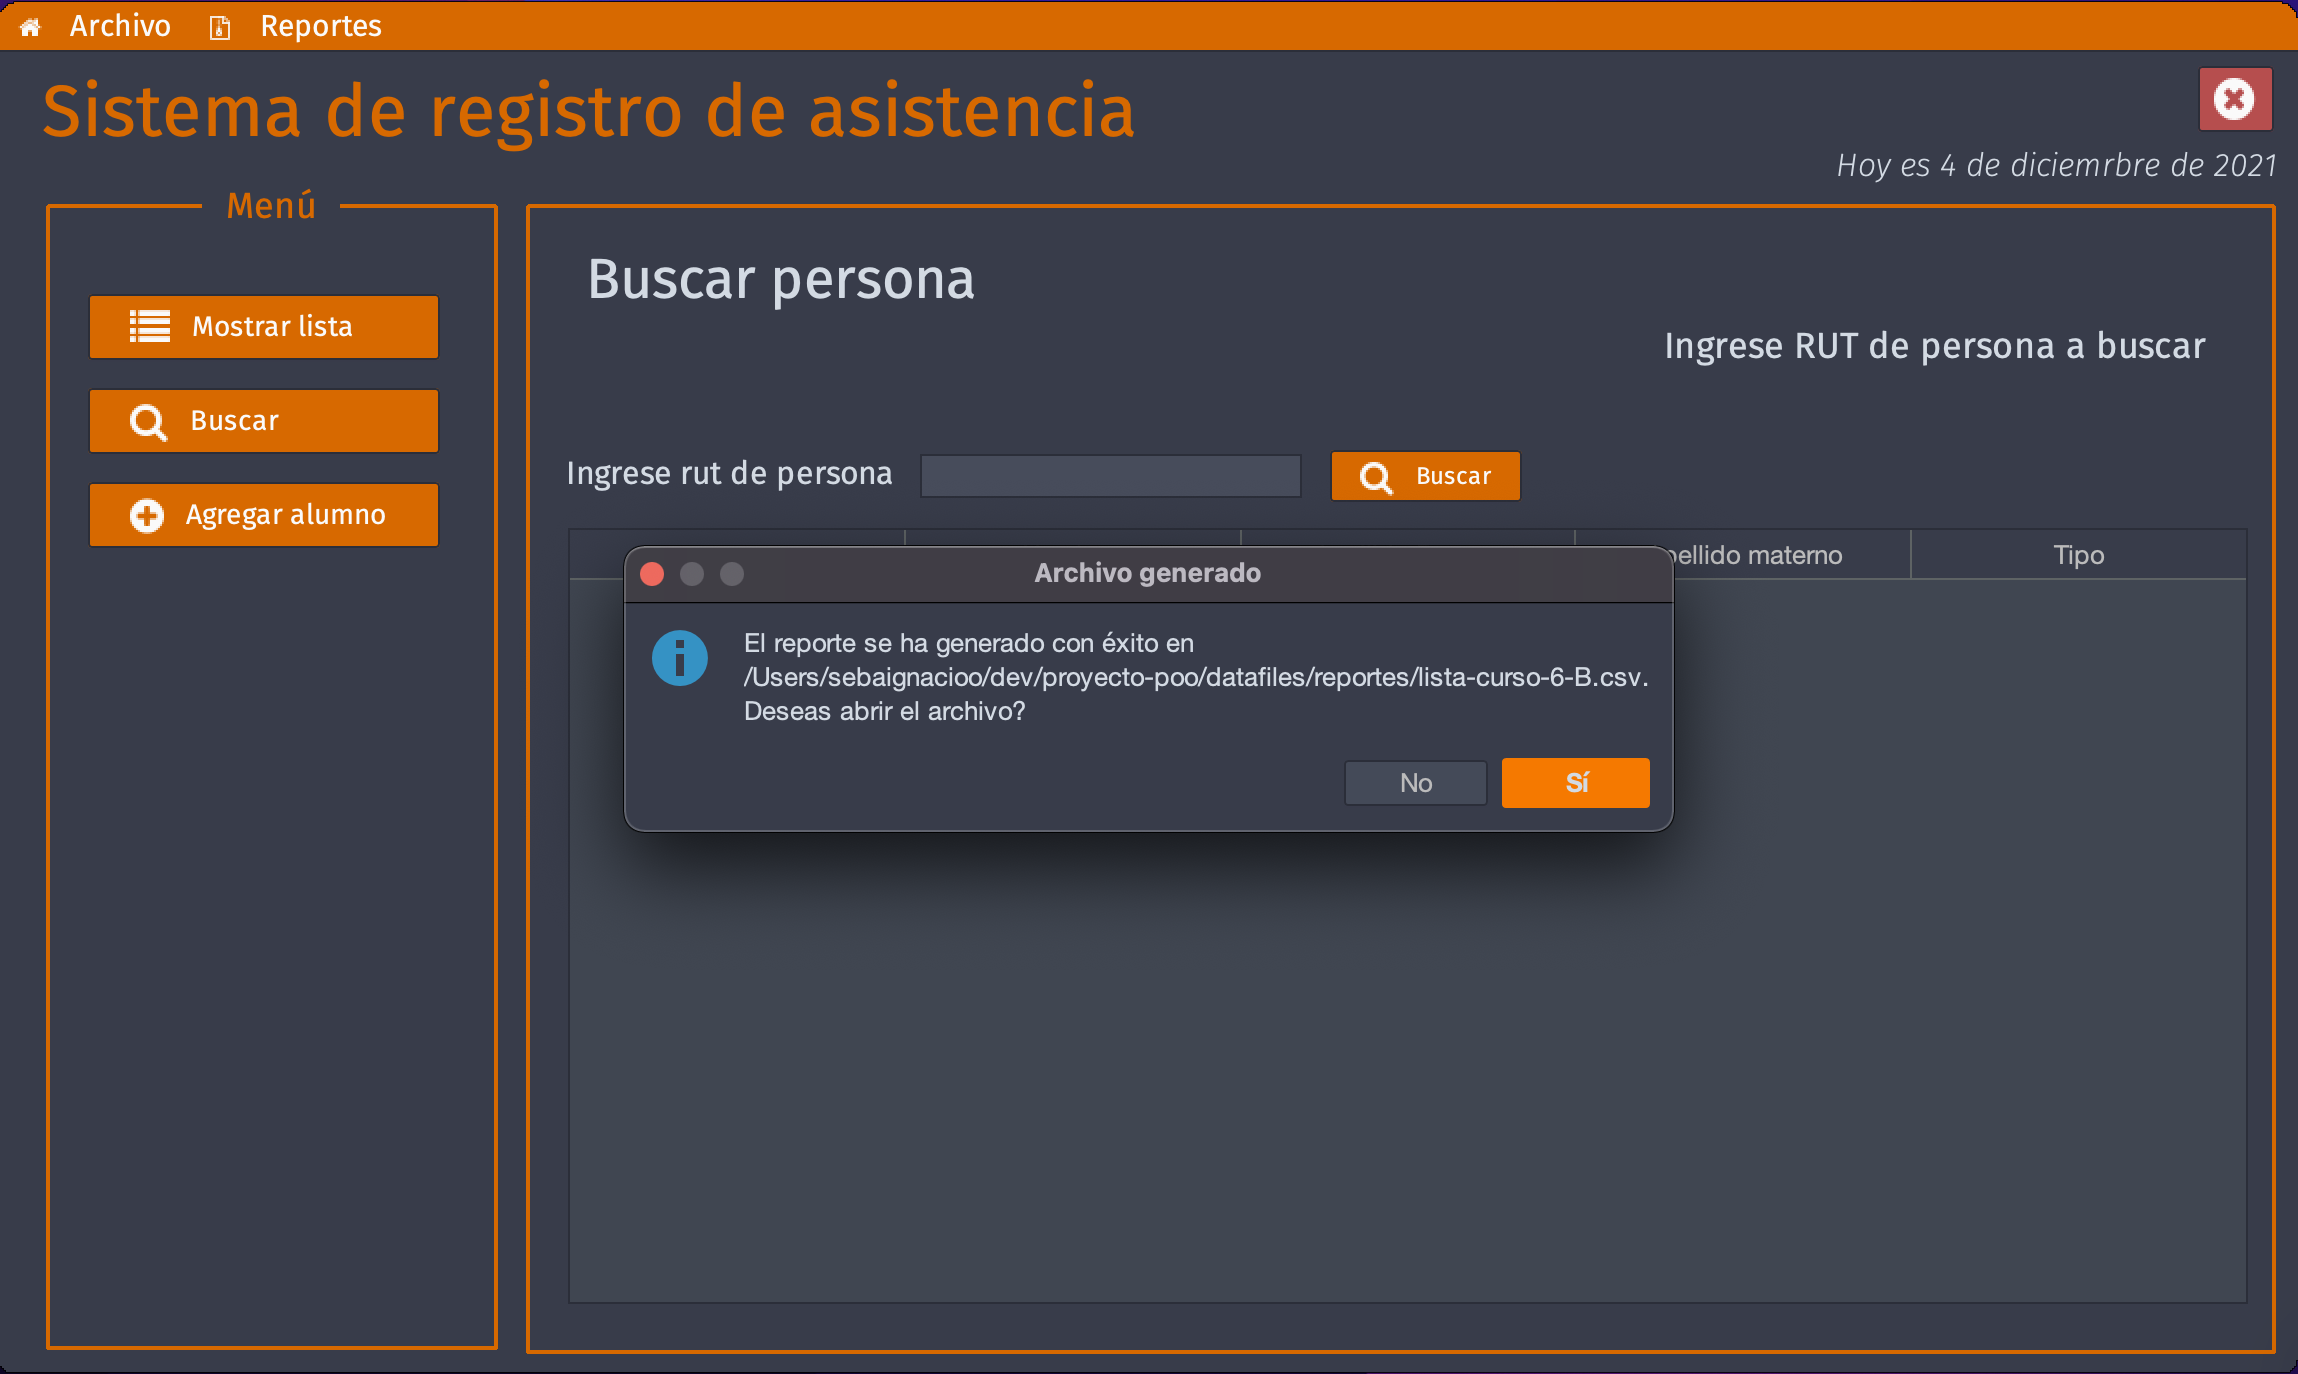 Archivo Reportes
Sistema de registro de asistencia
Hoy es 4 de diciemrbre de 2021
Menú
Mostrar lista
Buscar
Agregar alumno
Buscar persona
Ingrese RUT de persona a buscar
Ingrese rut de persona Buscar
materno Tipo
Archivo generado
El reporte se ha generado con éxito en
/Users/sebaignacioo/dev/proyecto-poo/datafiles/reportes/lista-curso-6-B.csv.
Deseas abrir el archivo?
No Sí